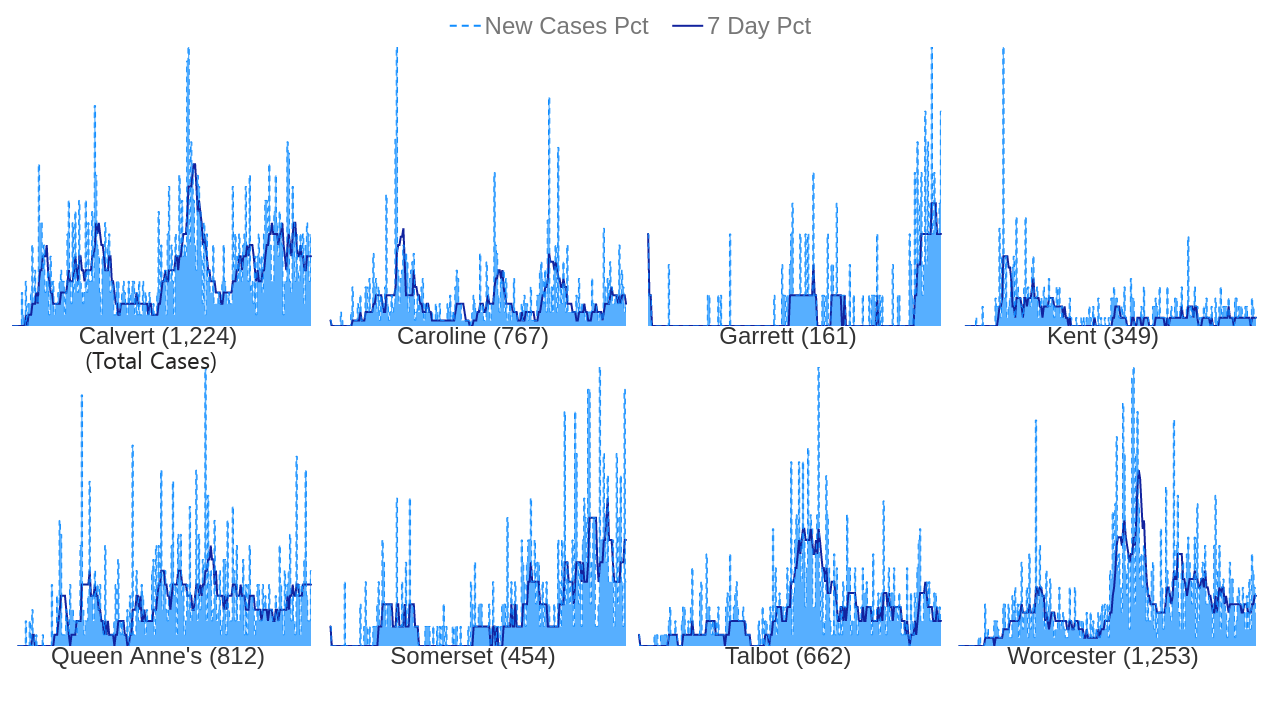 New Cases Pct 7 Day Pct
Calvert (1,224) Caroline (767) Garrett (161) Kent (349)
(Total Cases)
Queen Anne's (812) Somerset (454) Talbot (662) Worcester (1,253)